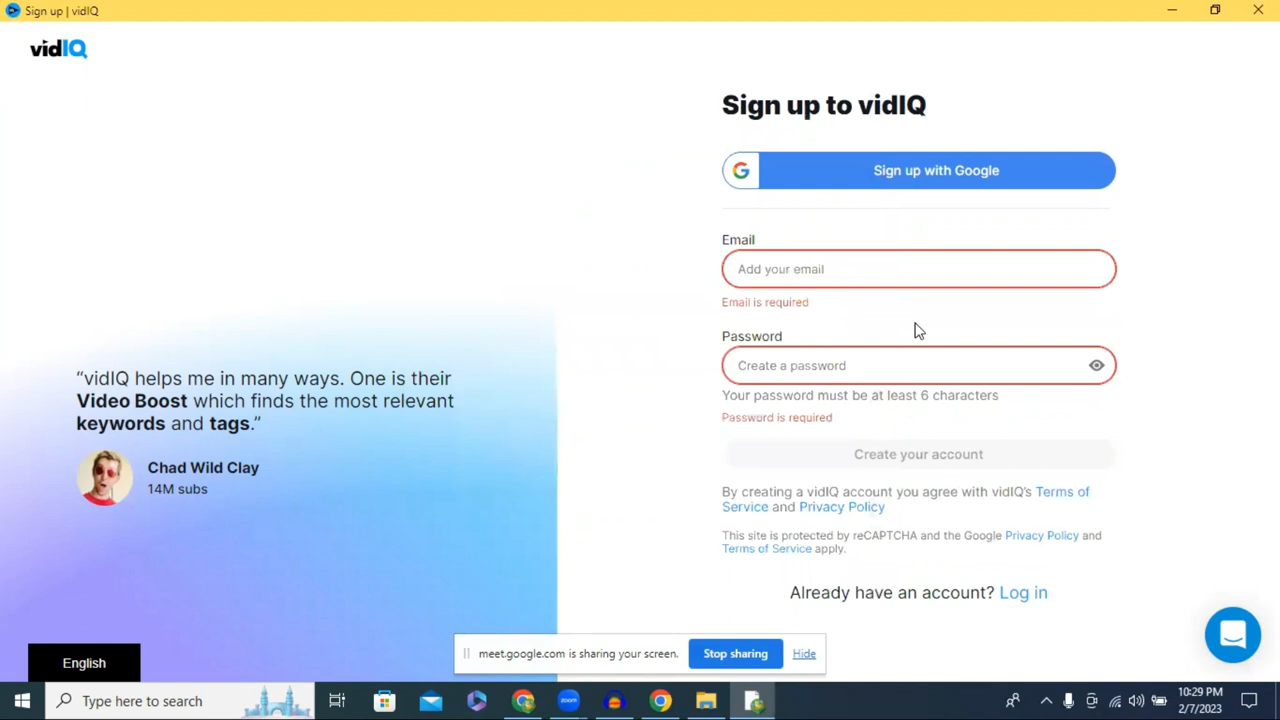 Sign up | vidIQ
vidIQ
Sign up to vidIQ
Sign up with Google
Email
Add your email
Email is required
Password
Create a password
Your password must be at least 6 characters
Password is required
Create your account
By creating a vidIQ account you agree with vidIQ's Terms of
Service and Privacy Policy
This site is protected by reCAPTCHA and the Google Privacy Policy and
Terms of Service apply.
Already have an account? Log in
“vidIQ helps me in many ways. One is their
Video Boost which finds the most relevant
keywords and tags.”
Chad Wild Clay
14M subs
English
meet.google.com is sharing your screen.
Stop sharing
Hide
Type here to search
zoom
10:29 PM
2/7/2023